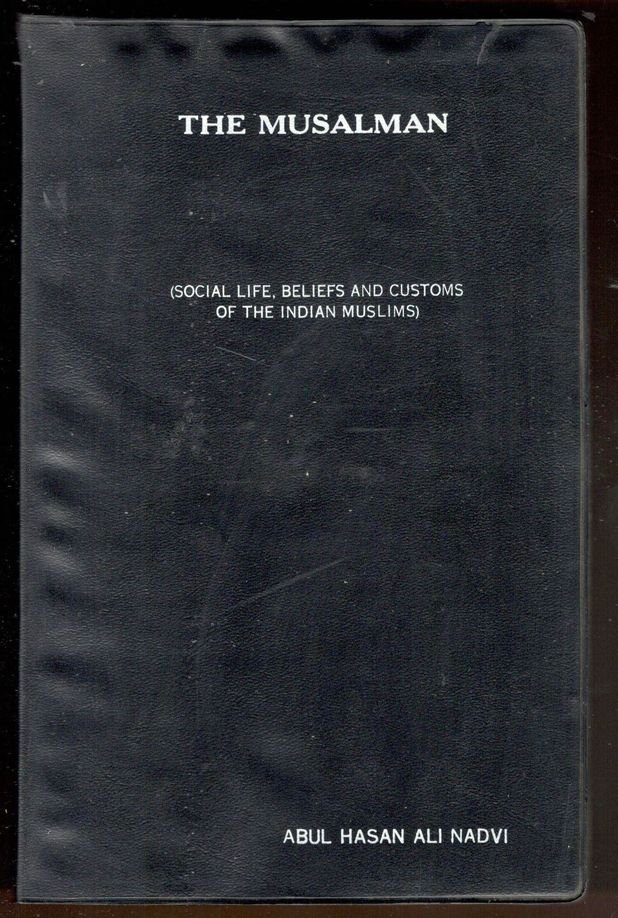 THE MUSALMAN
(SOCIAL LIFE, BELIEFS AND CUSTOMS
OF THE INDIAN MUSLIMS)
ABUL HASAN ALI NADVI